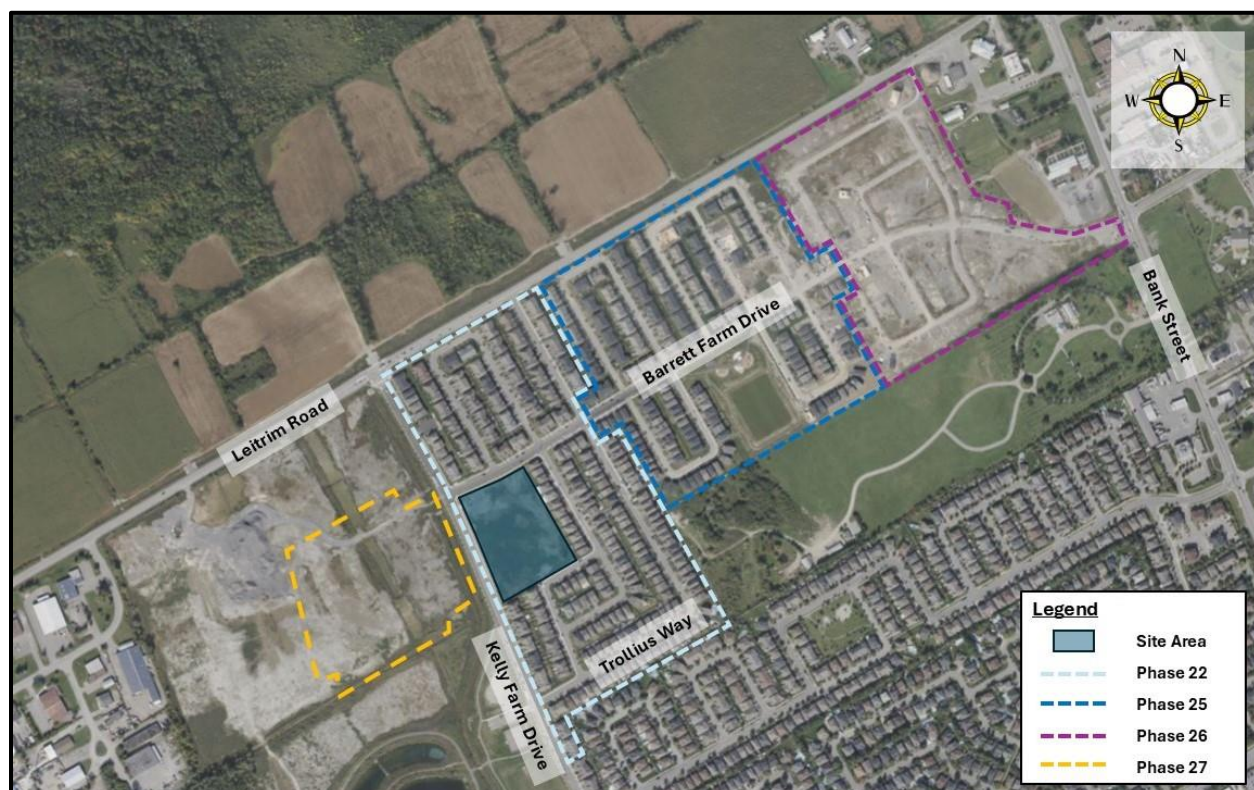 N
W E
S
Bank Street
Barrett Farm Drive
Leitrim Road
Trollius Way
Kelly Farm Drive
Legend
Site Area
Phase 22
Phase 25
Phase 26
Phase 27